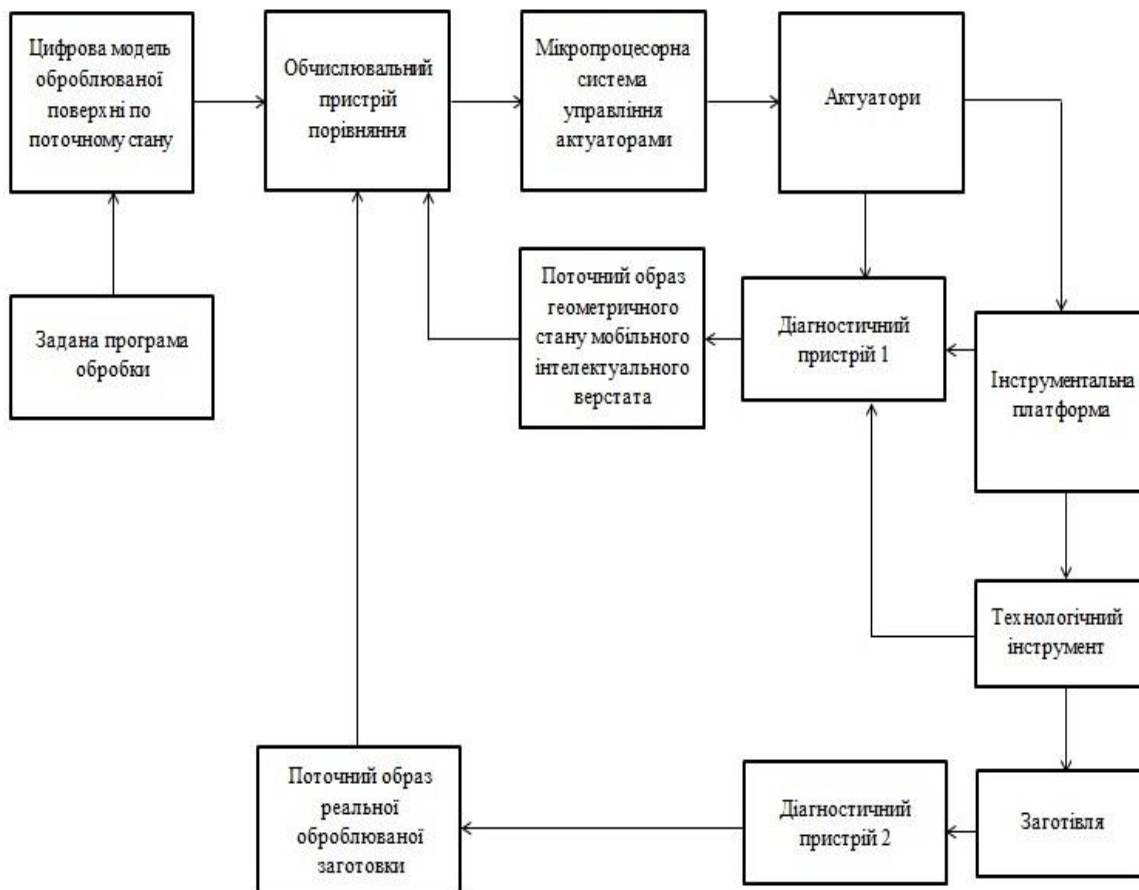 Цифрова модель
оброблюваної
поверхні по
поточному стану
Обчислювальний
пристрій
порівняння
Мікропроцесорна
система
управління
актуаторами
Актуатори
Задана програма
обробки
Поточний образ
геометричного
стану мобільного
інтелектуального
верстата
Діагностичний
пристрій 1
Інструментальна
платформа
Технологічний
інструмент
Поточний образ
реальної
оброблюваної
заготовки
Діагностичний
пристрій 2
Заготівля